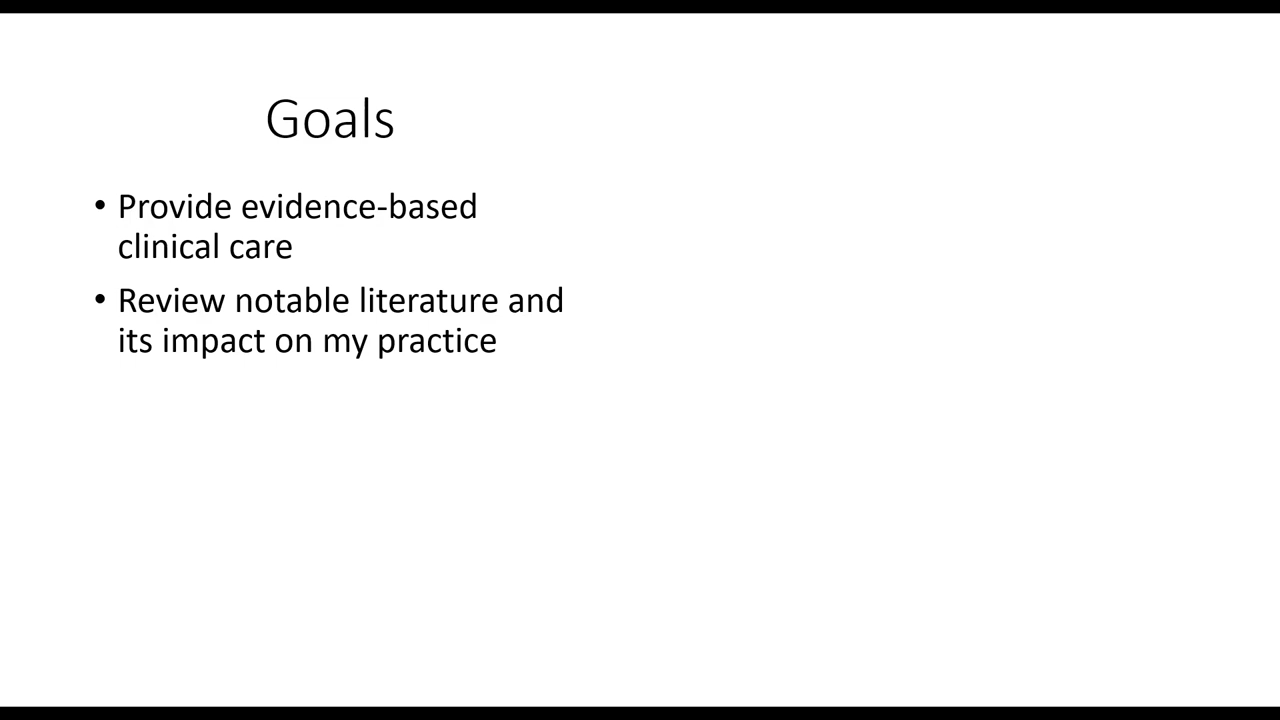 Goals
• Provide evidence-based
clinical care
• Review notable literature and
its impact on my practice